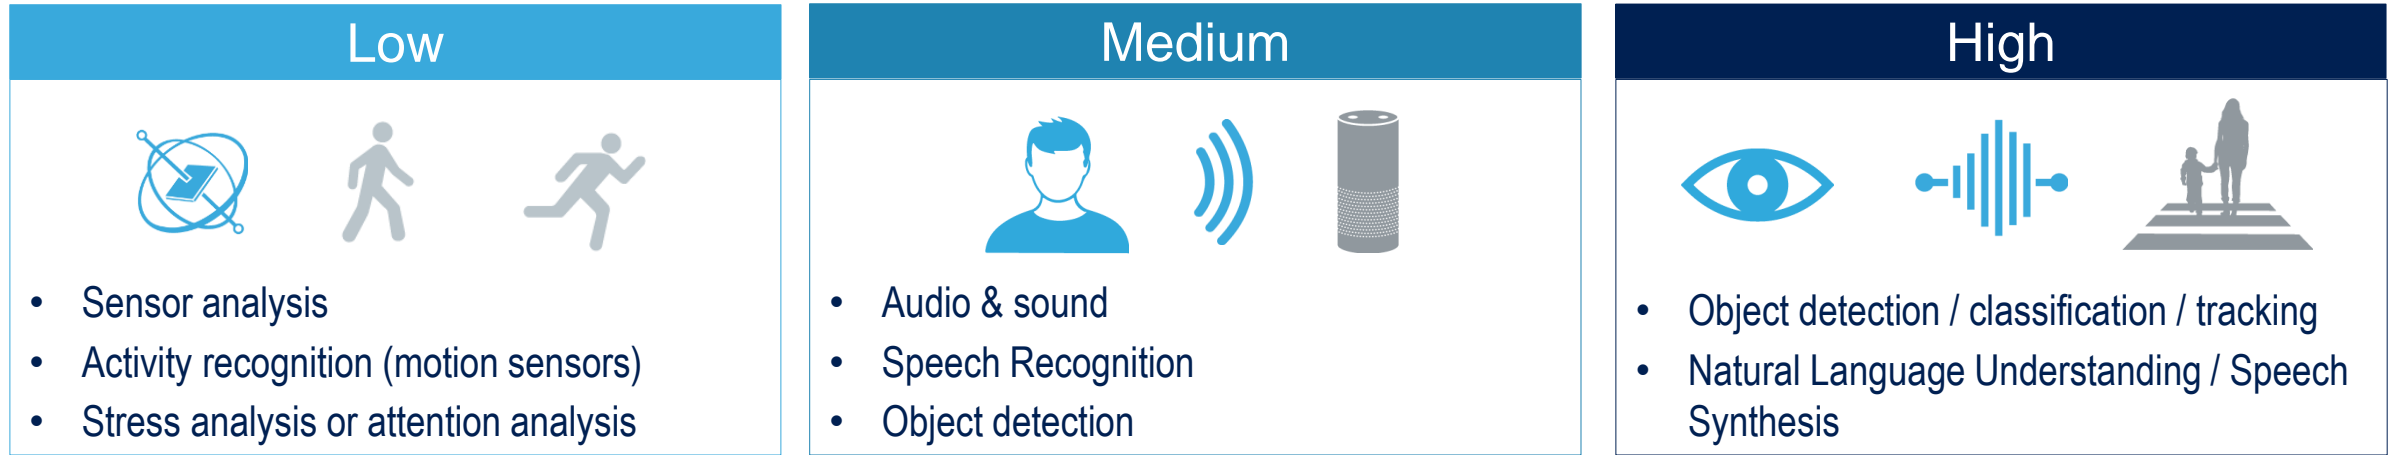 Low
• Sensor analysis
• Activity recognition (motion sensors)
• Stress analysis or attention analysis
Medium
• Audio & sound
• Speech Recognition
• Object detection
High
• Object detection / classification / tracking
• Natural Language Understanding / Speech
Synthesis